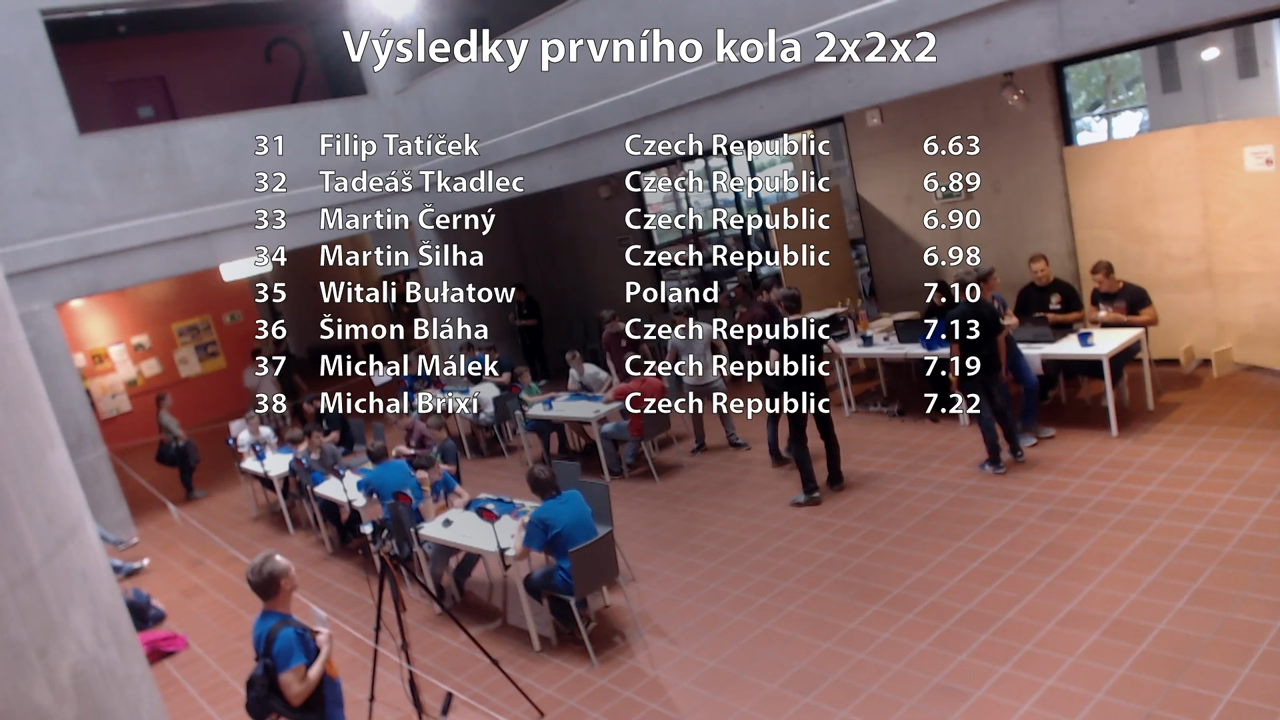 Výsledky prvního kola 2x2x2
31 Filip Tatíček Czech Republic 6.63
32 Tadeáš Tkadlec Czech Republic 6.89
33 Martin Černý Czech Republic 6.90
34 Martin Šilha Czech Republic 6.98
35 Witali Bułatow Poland 7.10
36 Šimon Bláha Czech Republic 7.13
37 Michal Málek Czech Republic 7.19
38 Michal Brixí Czech Republic 7.22